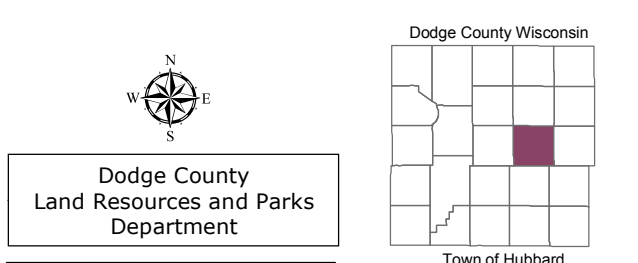 N
W E
S
Dodge County
Land Resources and Parks
Department
Dodge County Wisconsin
Town of Hubbard